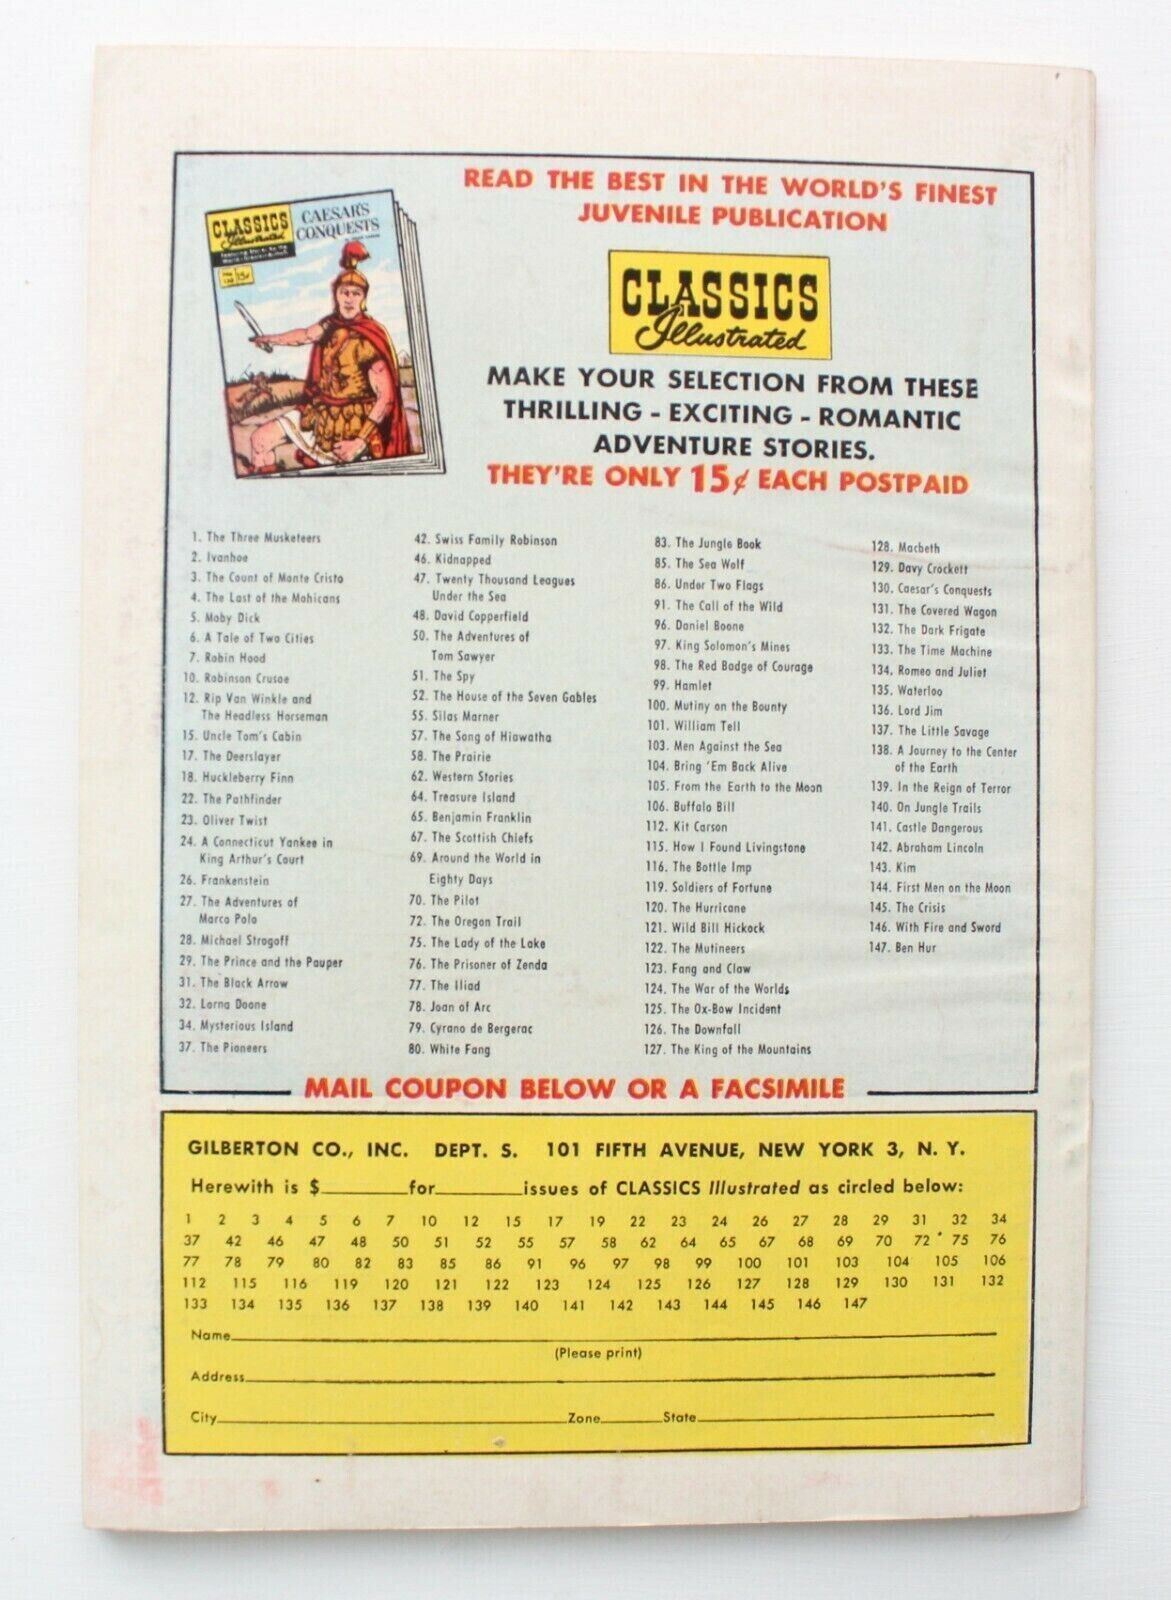 CLASSICS
Illustrated
CAESAR'S
CONQUESTS
15¢
READ THE BEST IN THE WORLD'S FINEST
JUVENILE PUBLICATION
CLASSICS
Illustrated
MAKE YOUR SELECTION FROM THESE
THRILLING - EXCITING - ROMANTIC
ADVENTURE STORIES.
THEY'RE ONLY 15¢ EACH POSTPAID
1. The Three Musketeers
2. Ivanhoe
3. The Count of Monte Cristo
4. The Last of the Mohicans
5. Moby Dick
6. A Tale of Two Cities
7. Robin Hood
10. Robinson Crusoe
12. Rip Van Winkle and
The Headless Horseman
15. Uncle Tom's Cabin
17. The Deerslayer
18. Huckleberry Finn
22. The Pathfinder
23. Oliver Twist
24. A Connecticut Yankee in
King Arthur's Court
26. Frankenstein
27. The Adventures of
Marco Polo
28. Michael Strogoff
29. The Prince and the Pauper
31. The Black Arrow
32. Lorna Doone
34. Mysterious Island
37. The Pioneers
42. Swiss Family Robinson
46. Kidnapped
47. Twenty Thousand Leagues
Under the Sea
48. David Copperfield
50. The Adventures of
Tom Sawyer
51. The Spy
52. The House of the Seven Gables
55. Silas Marner
57. The Song of Hiawatha
58. The Prairie
62. Western Stories
64. Treasure Island
65. Benjamin Franklin
67. The Scottish Chiefs
69. Around the World in
Eighty Days
70. The Pilot
72. The Oregon Trail
75. The Lady of the Lake
76. The Prisoner of Zenda
77. The Iliad
78. Joan of Arc
79. Cyrano de Bergerac
80. White Fang
83. The Jungle Book
85. The Sea Wolf
86. Under Two Flags
91. The Call of the Wild
96. Daniel Boone
97. King Solomon's Mines
98. The Red Badge of Courage
99. Hamlet
100. Mutiny on the Bounty
101. William Tell
103. Men Against the Sea
104. Bring 'Em Back Alive
105. From the Earth to the Moon
106. Buffalo Bill
112. Kit Carson
115. How I Found Livingstone
116. The Bottle Imp
119. Soldiers of Fortune
120. The Hurricane
121. Wild Bill Hickock
122. The Mutineers
123. Fang and Claw
124. The War of the Worlds
125. The Ox-Bow Incident
126. The Downfall
127. The King of the Mountains
128. Macbeth
129. Davy Crockett
130. Caesar's Conquests
131. The Covered Wagon
132. The Dark Frigate
133. The Time Machine
134. Romeo and Juliet
135. Waterloo
136. Lord Jim
137. The Little Savage
138. A Journey to the Center
of the Earth
139. In the Reign of Terror
140. On Jungle Trails
141. Castle Dangerous
142. Abraham Lincoln
143. Kim
144. First Men on the Moon
145. The Crisis
146. With Fire and Sword
147. Ben Hur
MAIL COUPON BELOW OR A FACSIMILE
GILBERTON CO., INC. DEPT. S. 101 FIFTH AVENUE, NEW YORK 3, N. Y.
Herewith is $ for issues of CLASSICS Illustrated as circled below:
1 2 3 4 5 6 7 10 12 15 17 19 22 23 24 26 27 28 29 31 32 34
37 42 46 47 48 50 51 52 55 57 58 62 64 65 67 68 69 70 72 75 76
77 78 79 80 82 83 85 86 91 96 97 98 99 100 101 103 104 105 106
112 115 116 119 120 121 122 123 124 125 126 127 128 129 130 131 132
133 134 135 136 137 138 139 140 141 142 143 144 145 146 147
Name
(Please print)
Address
City Zone State